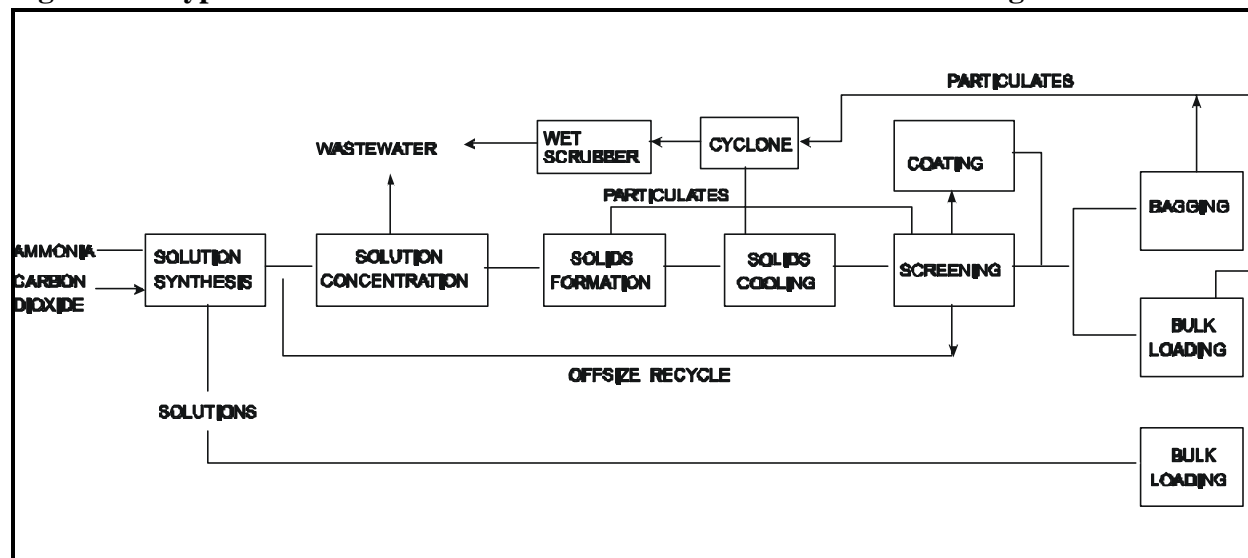 PARTICULATES
WET
SCRUBBER
CYCLONE
WASTEWATER
COATING
PARTICULATES
BAGGING
AMMONIA
CARBON
DIOXIDE
SOLUTION
SYNTHESIS
SOLUTION
CONCENTRATION
SOLIDS
FORMATION
SOLIDS
COOLING
SCREENING
BULK
LOADING
OFFSIZE RECYCLE
SOLUTIONS
BULK
LOADING